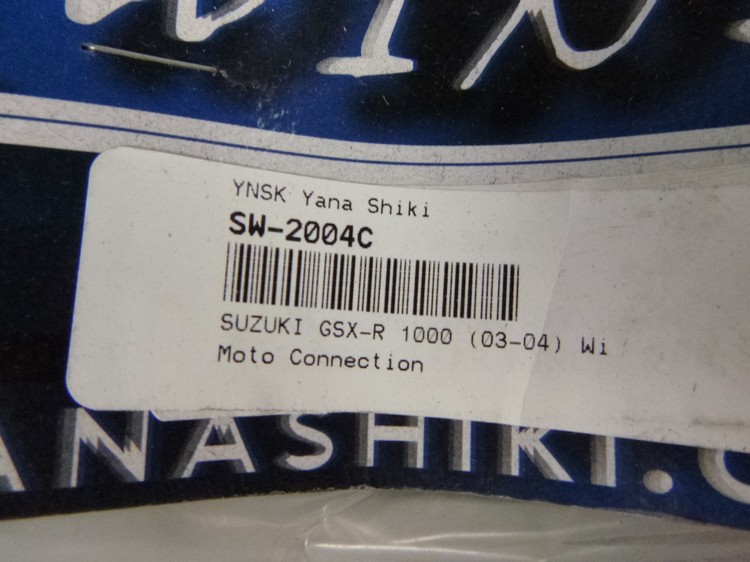 YNSK Yana Shiki
SW-2004C
SUZUKI GSX-R 1000 (03-04) Wi
Moto Connection
ANASHIKI.C